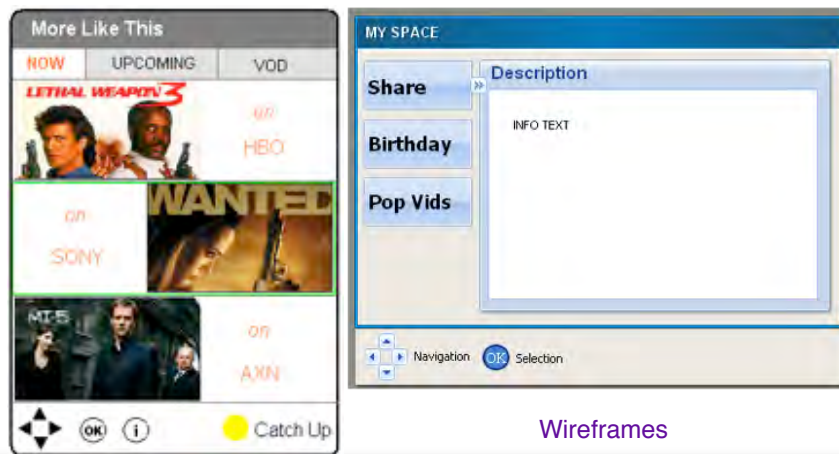 More Like This
NOW UPCOMING VOD
LETHAL WEAPON 3
on
HBO
WANTED
on
SONY
MI-5
on
AXN
OK i Catch Up
MY SPACE
Share
Birthday
Pop Vids
» Description
INFO TEXT
Navigation OK Selection
Wireframes